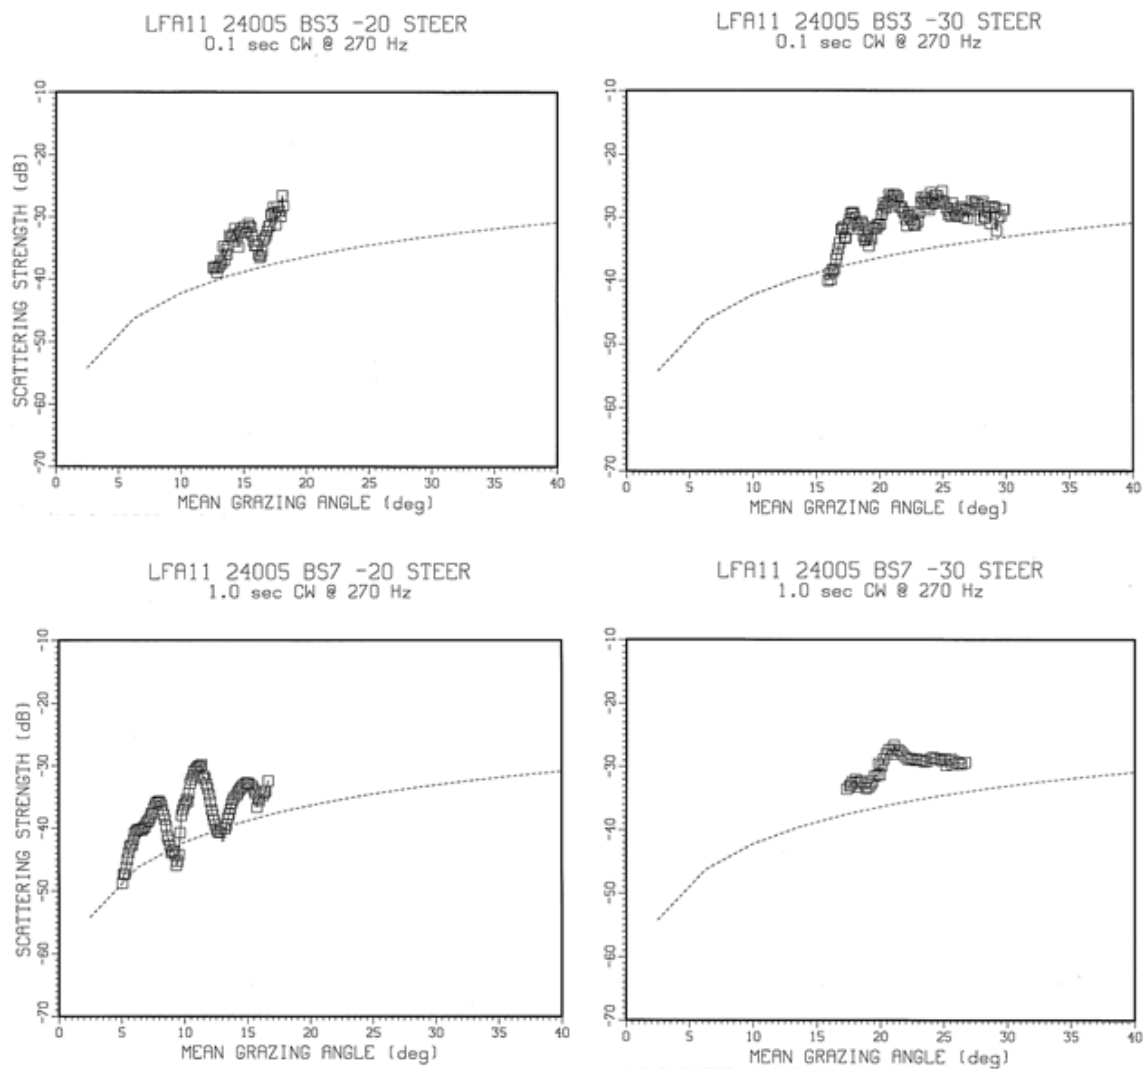 LFA11 24005 BS3 -20 STEER
0.1 sec CW @ 270 Hz
SCATTERING STRENGTH (dB)
-10
-20
-30
-40
-50
-60
-70
0 5 10 15 20 25 30 35 40
MEAN GRAZING ANGLE (deg)
LFA11 24005 BS3 -30 STEER
0.1 sec CW @ 270 Hz
-10
-20
-30
-40
-50
-60
-70
0 5 10 15 20 25 30 35 40
MEAN GRAZING ANGLE (deg)
LFA11 24005 BS7 -20 STEER
1.0 sec CW @ 270 Hz
SCATTERING STRENGTH (dB)
-10
-20
-30
-40
-50
-60
-70
0 5 10 15 20 25 30 35 40
MEAN GRAZING ANGLE (deg)
LFA11 24005 BS7 -30 STEER
1.0 sec CW @ 270 Hz
-10
-20
-30
-40
-50
-60
-70
0 5 10 15 20 25 30 35 40
MEAN GRAZING ANGLE (deg)